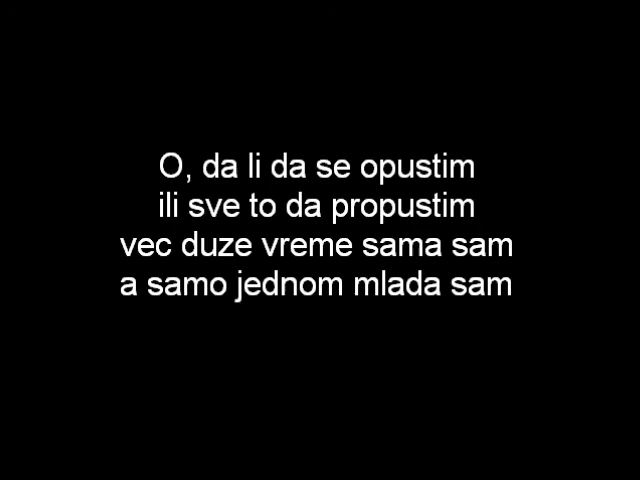 O, da li da se opustim
ili sve to da propustim
vec duze vreme sama sam
a samo jednom mlada sam